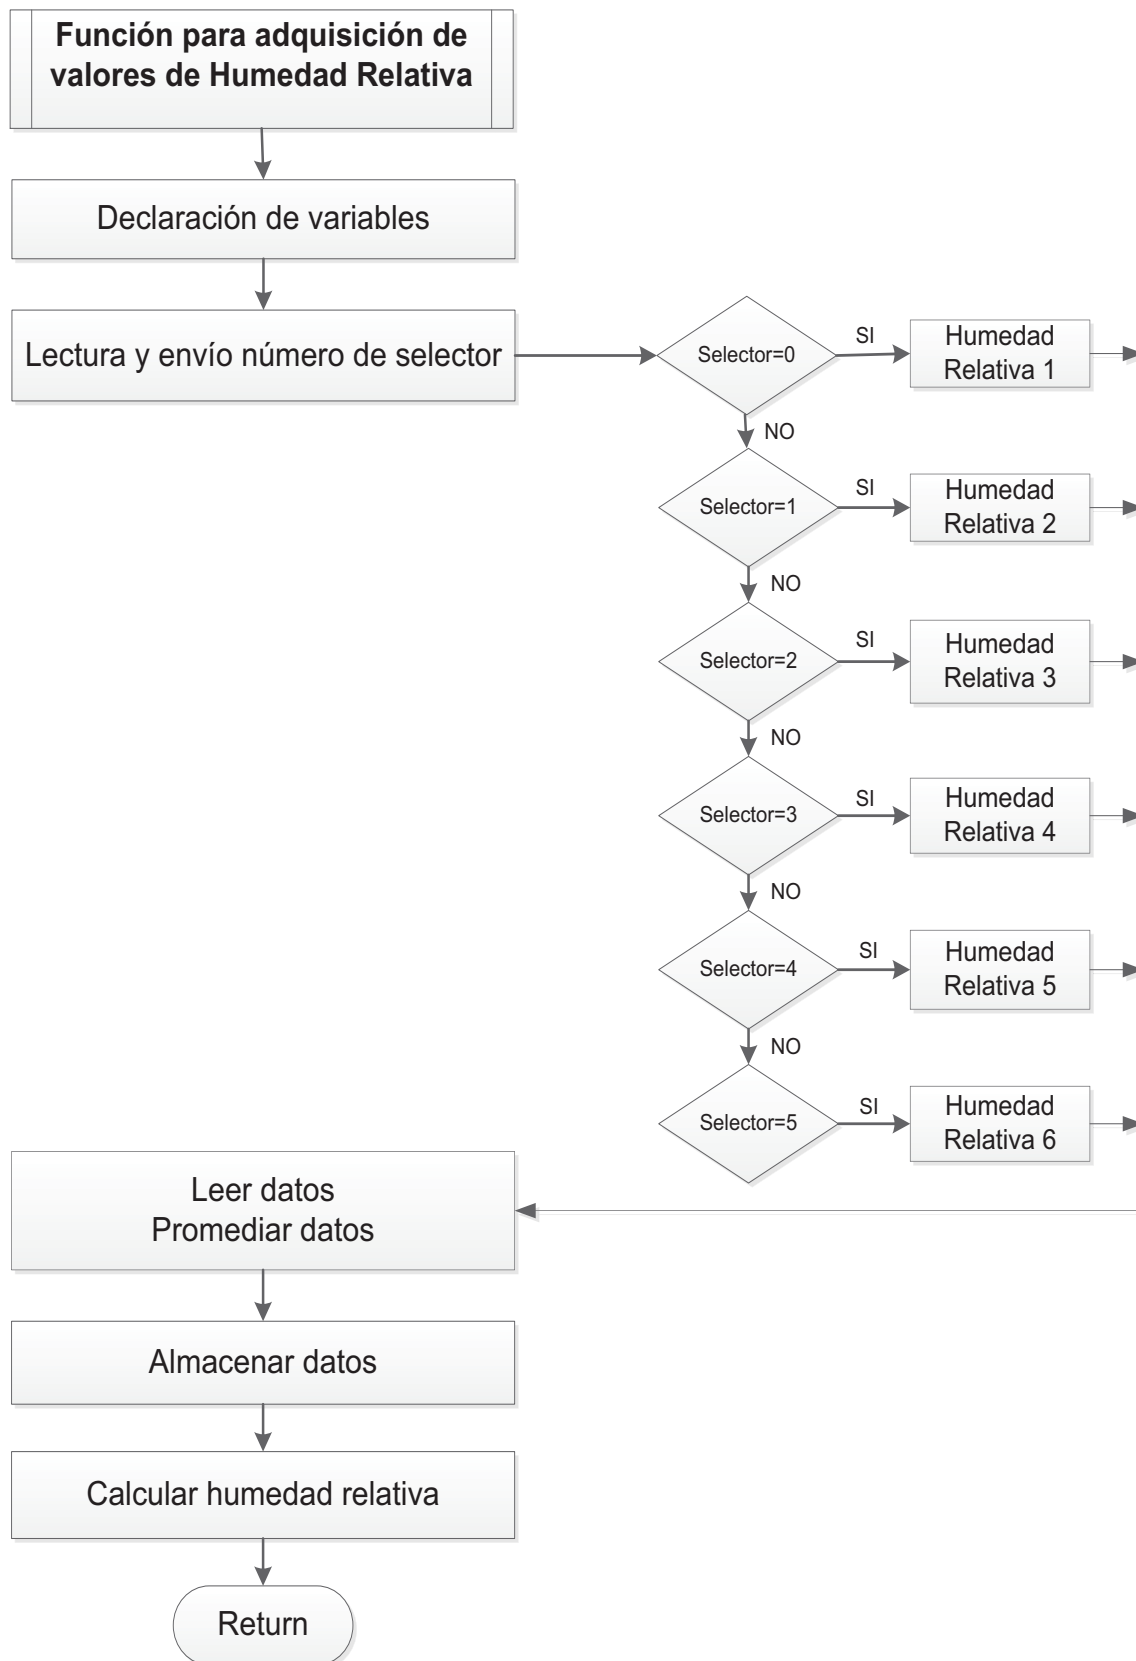 Función para adquisición de
valores de Humedad Relativa
Declaración de variables
Lectura y envío número de selector
Selector=0
SI
Humedad
Relativa 1
NO
Selector=1
SI
Humedad
Relativa 2
NO
Selector=2
SI
Humedad
Relativa 3
NO
Selector=3
SI
Humedad
Relativa 4
NO
Selector=4
SI
Humedad
Relativa 5
NO
Selector=5
SI
Humedad
Relativa 6
Leer datos
Promediar datos
Almacenar datos
Calcular humedad relativa
Return